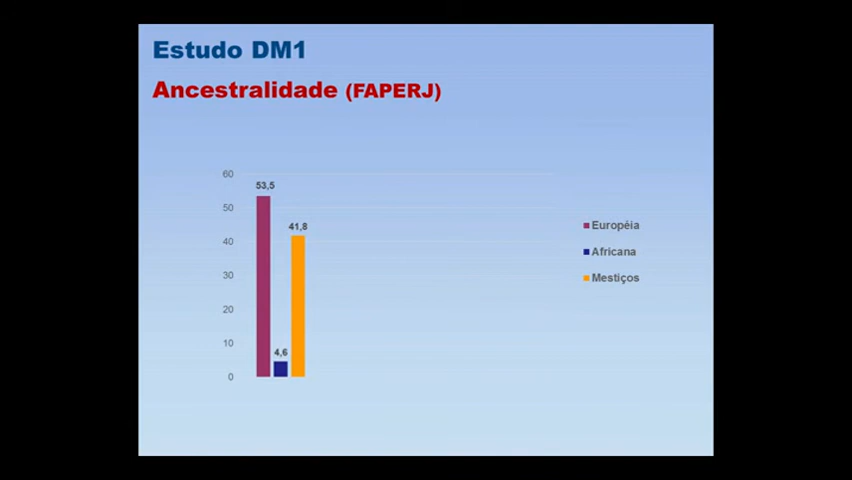 Estudo DM1
Ancestralidade (FAPERJ)
60
50
40
30
20
10
0
53,5
4,6
41,8
Européia
Africana
Mestiços